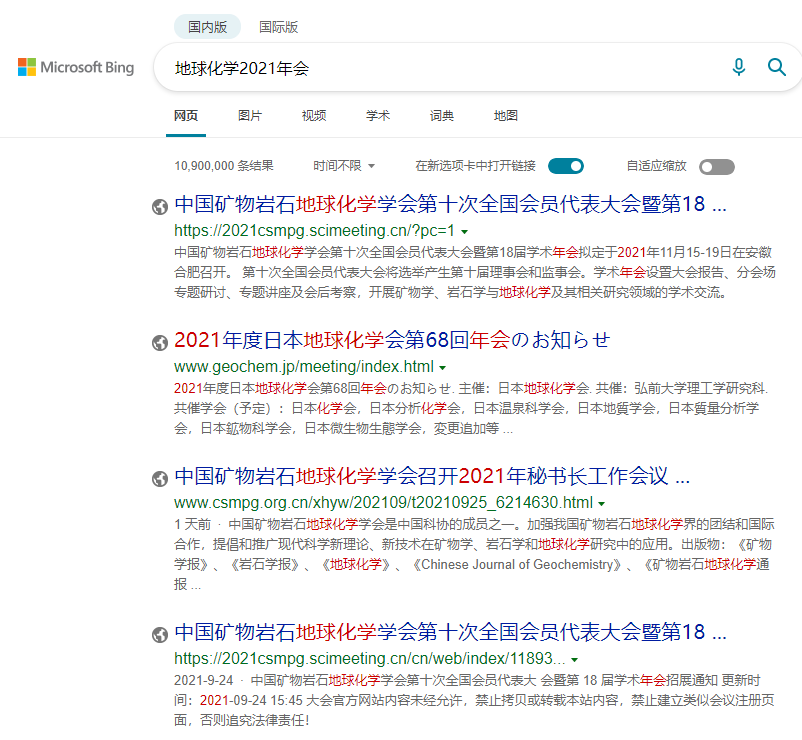 国内版 国际版
Microsoft Bing
地球化学2021年会
网页 图片 视频 学术 词典 地图
10,900,000 条结果 时间不限 在新选项卡中打开链接 自适应缩放
中国矿物岩石地球化学学会第十次全国会员代表大会暨第18 ...
https://2021csmpg.scimeeting.cn/?pc=1
中国矿物岩石地球化学学会第十次全国会员代表大会暨第18届学术年会拟定于2021年11月15-19日在安徽
合肥召开。 第十次全国会员代表大会将选举产生第十届理事会和监事会。学术年会设置大会报告、分会场
专题研讨、专题讲座及会后考察，开展矿物学、岩石学与地球化学及其相关研究领域的学术交流。
2021年度日本地球化学会第68回年会のお知らせ
www.geochem.jp/meeting/index.html
2021年度日本地球化学会第68回年会のお知らせ. 主催：日本地球化学会. 共催：弘前大学理工学研究科.
共催学会（予定）：日本化学会，日本分析化学会，日本温泉科学会，日本地質学会，日本質量分析学
会，日本鉱物科学会，日本微生物生態学会，変更追加等 ...
中国矿物岩石地球化学学会召开2021年秘书长工作会议 ...
www.csmpg.org.cn/xhyw/202109/t20210925_6214630.html
1 天前 · 中国矿物岩石地球化学学会是中国科协的成员之一。加强我国矿物岩石地球化学界的团结和国际
合作，提倡和推广现代科学新理论、新技术在矿物学、岩石学和地球化学研究中的应用。出版物：《矿物
学报》、《岩石学报》、《地球化学》、《Chinese Journal of Geochemistry》、《矿物岩石地球化学通
报 ...
中国矿物岩石地球化学学会第十次全国会员代表大会暨第18 ...
https://2021csmpg.scimeeting.cn/cn/web/index/11893...
2021-9-24 · 中国矿物岩石地球化学学会第十次全国会员代表大 会暨第 18 届学术年会招展通知 更新时
间：2021-09-24 15:45 大会官方网站内容未经允许，禁止拷贝或转载本站内容，禁止建立类似会议注册页
面，否则追究法律责任!